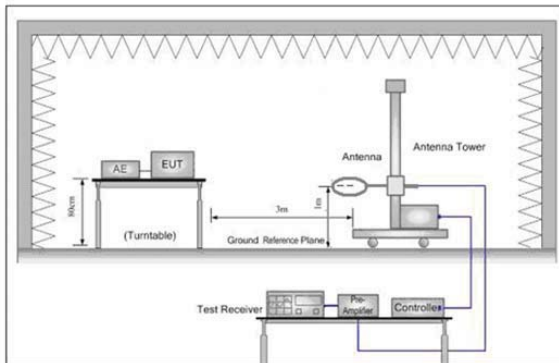 AE
EUT
80cm
(Turntable)
3m
1m
Antenna
Antenna Tower
Ground Reference Plane
Test Receiver
Pre-
Amplifier
Controller